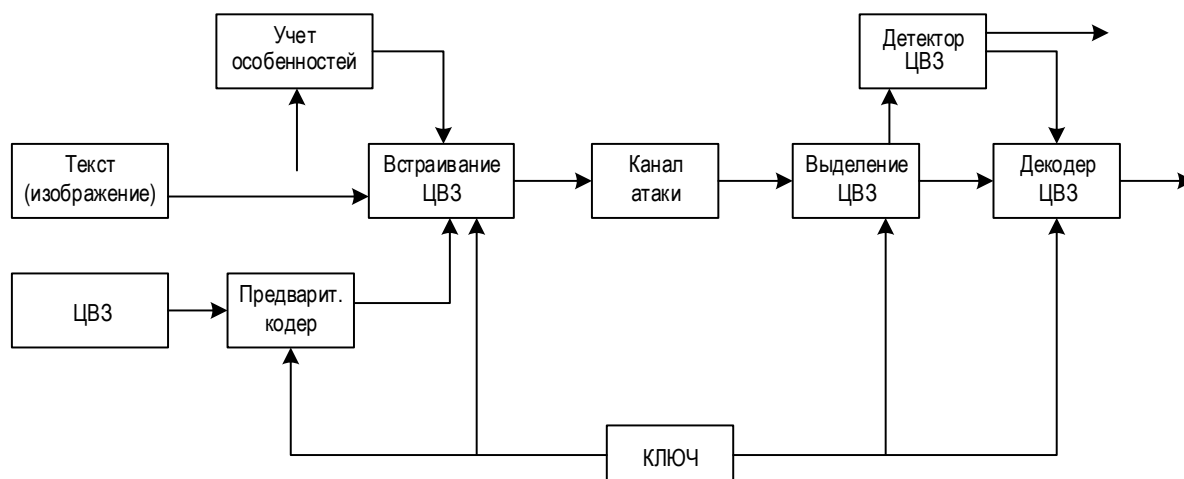 Учет
особенностей
Детектор
ЦВЗ
Текст
(изображение)
Встраивание
ЦВЗ
Канал
атаки
Выделение
ЦВЗ
Декодер
ЦВЗ
ЦВЗ
Предварит.
кодер
КЛЮЧ